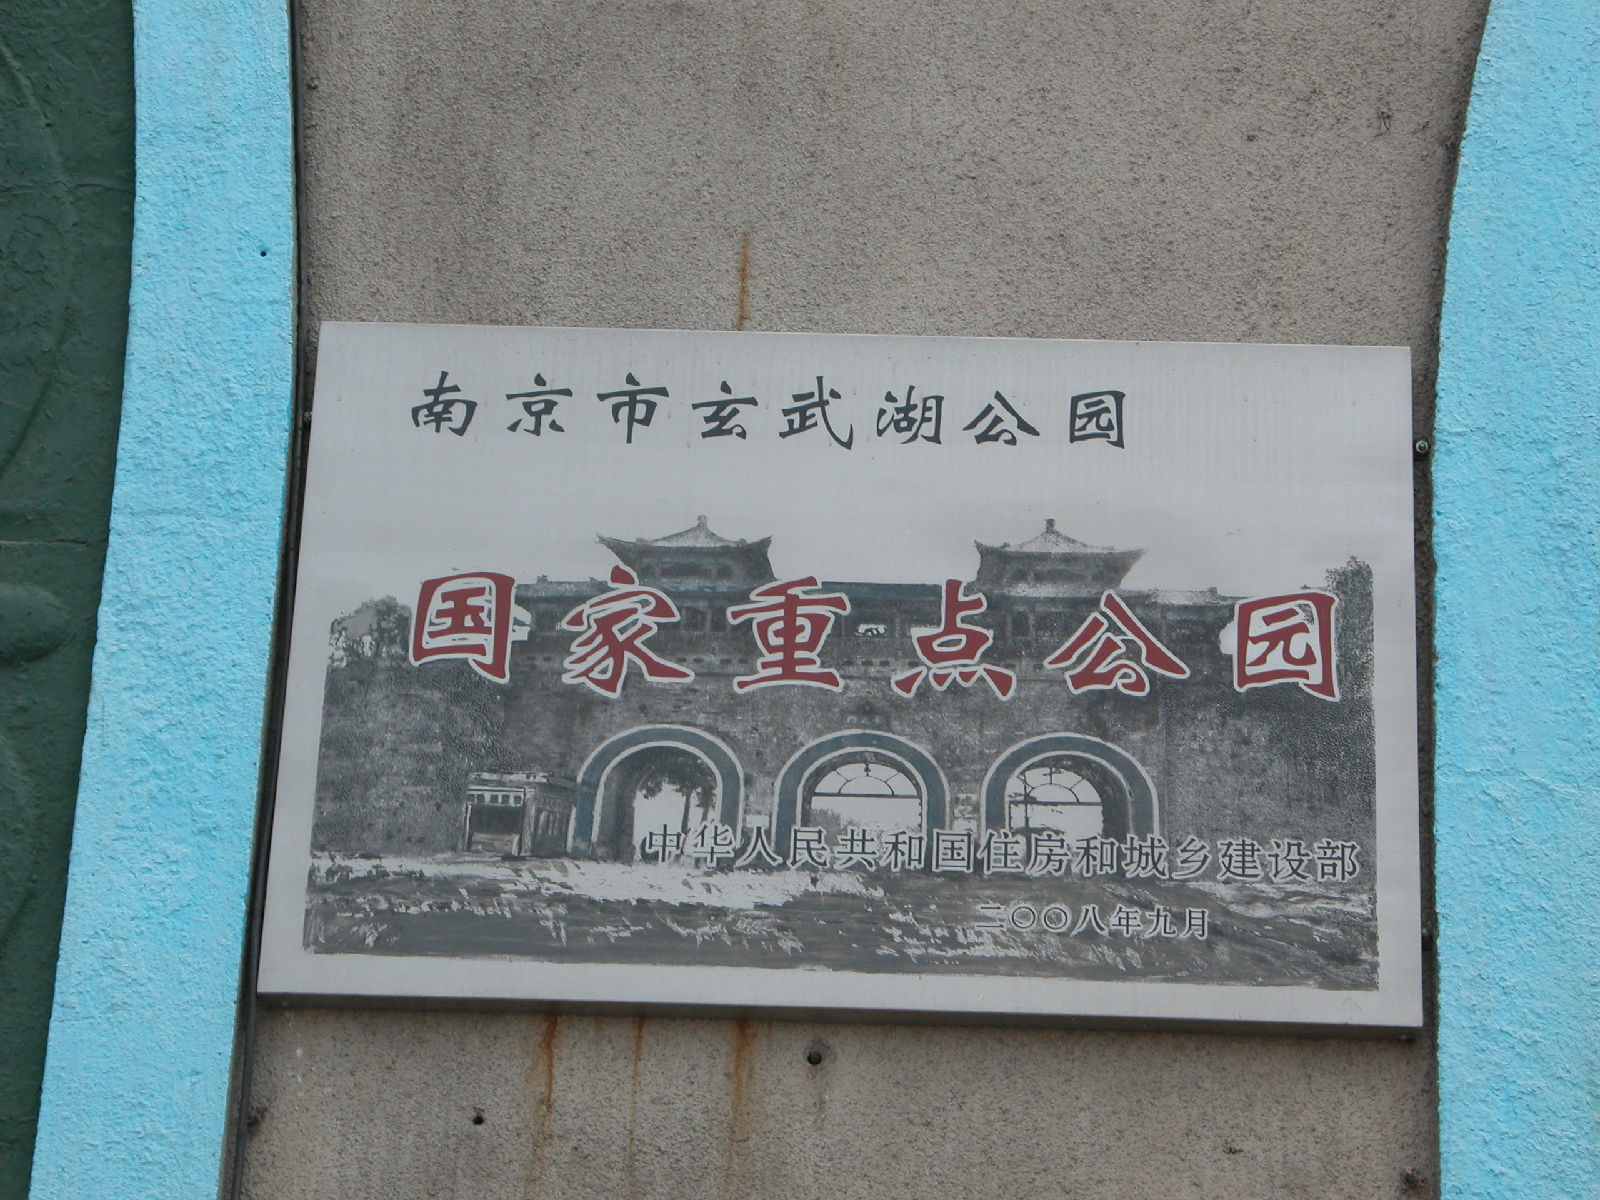 南京市玄武湖公园
国家重点公园
中华人民共和国住房和城乡建设部
二〇〇八年九月